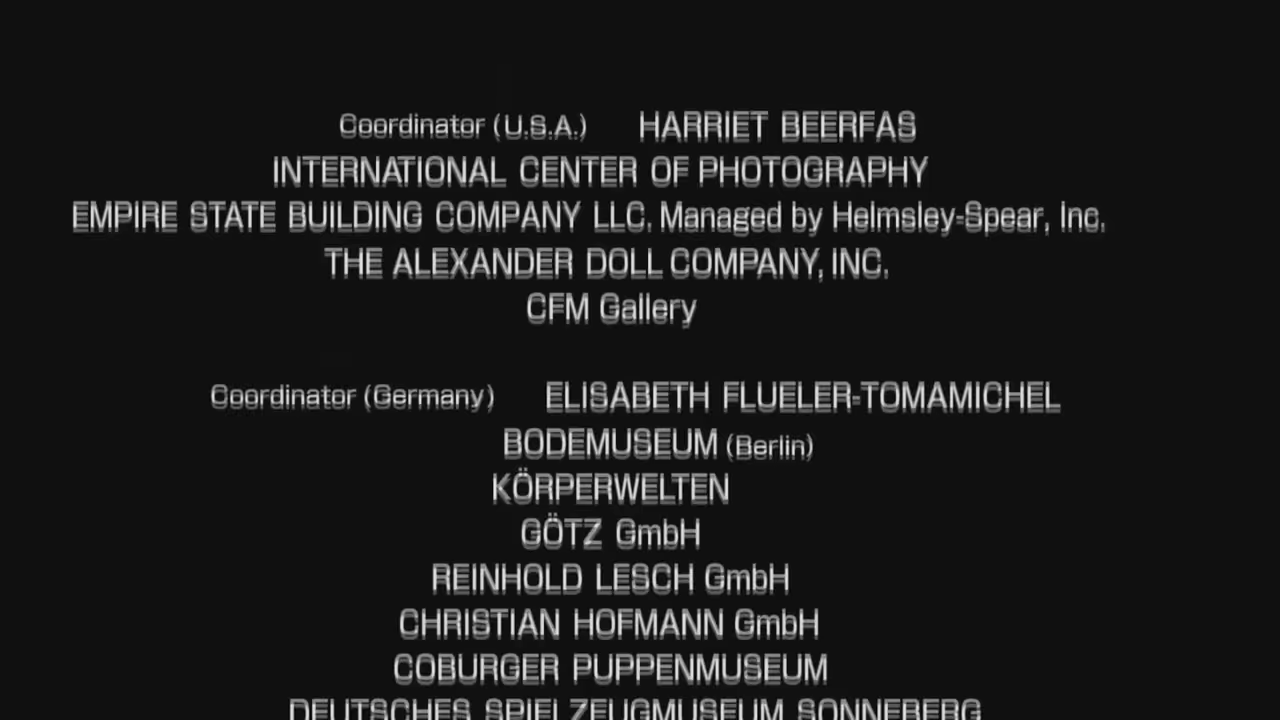 Coordinator (U.S.A.) HARRIET BEERFAS
INTERNATIONAL CENTER OF PHOTOGRAPHY
EMPIRE STATE BUILDING COMPANY LLC. Managed by Helmsley-Spear, Inc.
THE ALEXANDER DOLL COMPANY, INC.
CFM Gallery
Coordinator (Germany) ELISABETH FLUELER-TOMAMICHEL
BODEMUSEUM (Berlin)
KÖRPERWELTEN
GÖTZ GmbH
REINHOLD LESCH GmbH
CHRISTIAN HOFMANN GmbH
COBURGER PUPPENMUSEUM
DEUTSCHES SPIELZEUGMUSEUM SONNEBERG